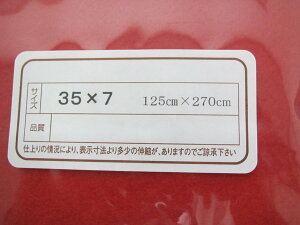 サイズ 35×7 125cm×270cm
品質
仕上りの情況により、表示寸法より多少の伸縮が、ありますのでご諒承下さい